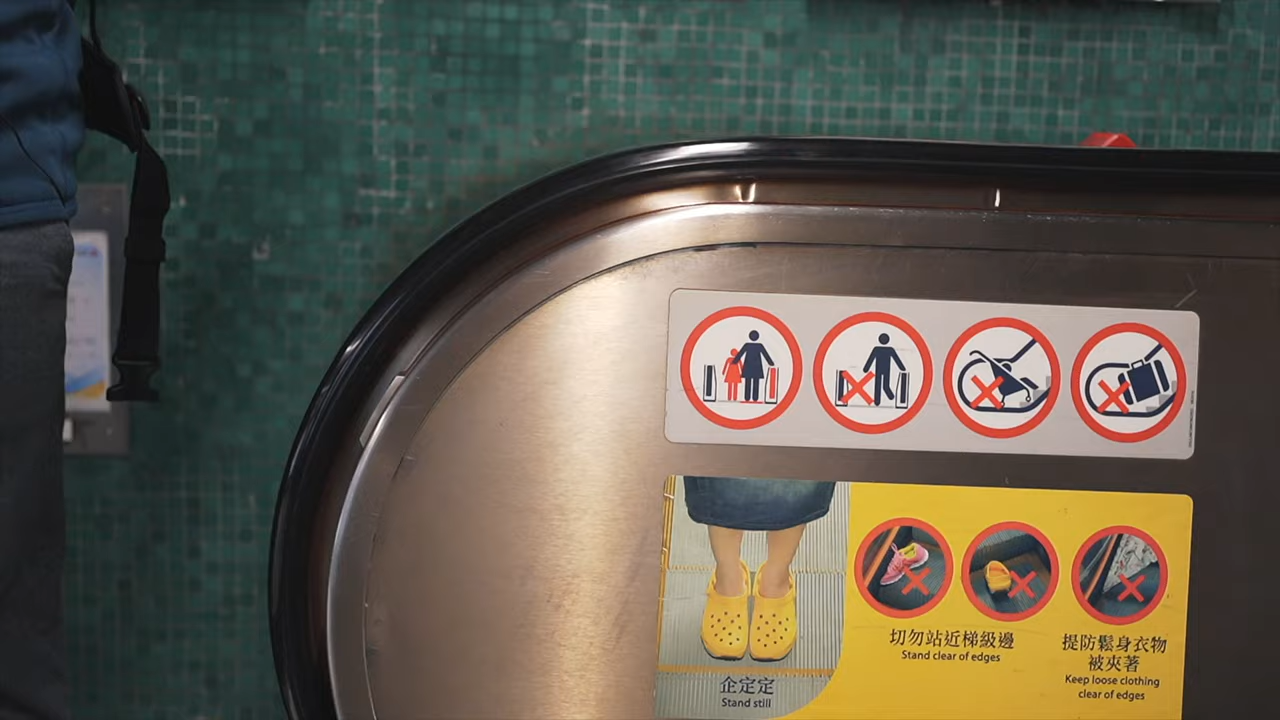 切勿站近梯級邊
Stand clear of edges
提防鬆身衣物
被夾著
Keep loose clothing
clear of edges
企定定
Stand still